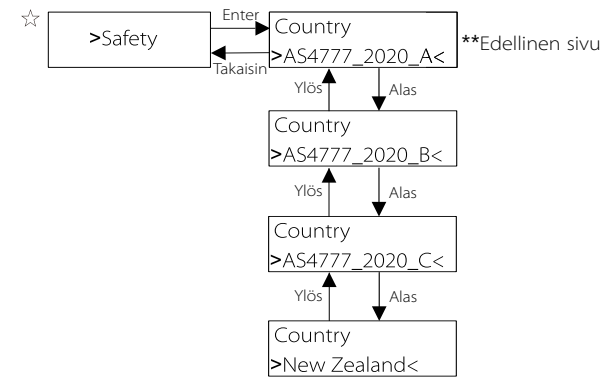 ☆
>Safety
Enter
Takaisin
Country
>AS4777_2020_A<
**Edellinen sivu
Ylös
Alas
Country
>AS4777_2020_B<
Ylös
Alas
Country
>AS4777_2020_C<
Ylös
Alas
Country
>New Zealand<